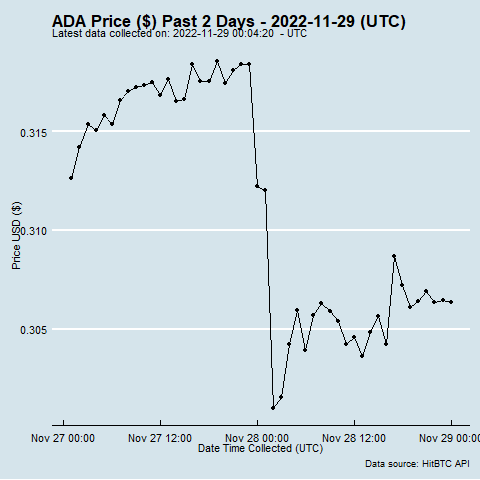 ADA Price ($) Past 2 Days - 2022-11-29 (UTC)
Latest data collected on: 2022-11-29 00:04:20  - UTC
0.315
0.310
0.305
Price USD ($)
Nov 27 00:00 Nov 27 12:00 Nov 28 00:00 Nov 28 12:00 Nov 29 00:00
Date Time Collected (UTC)
Data source: HitBTC API